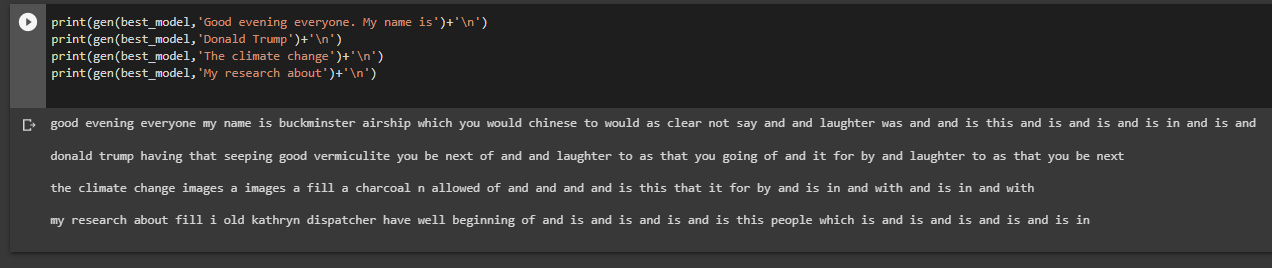 print(gen(best_model,'Good evening everyone. My name is')+'\n')
print(gen(best_model,'Donald Trump')+'\n')
print(gen(best_model,'The climate change')+'\n')
print(gen(best_model,'My research about')+'\n')
good evening everyone my name is buckminster airship which you would chinese to would as clear not say and and laughter was and and is this and is and is and is in and is and
donald trump having that seeping good vermiculite you be next of and and laughter to as that you going of and it for by and laughter to as that you be next
the climate change images a images a fill a charcoal n allowed of and and and and is this that it for by and is in and with and is in and with
my research about fill i old kathryn dispatcher have well beginning of and is and is and is and is this people which is and is and is and is and is in